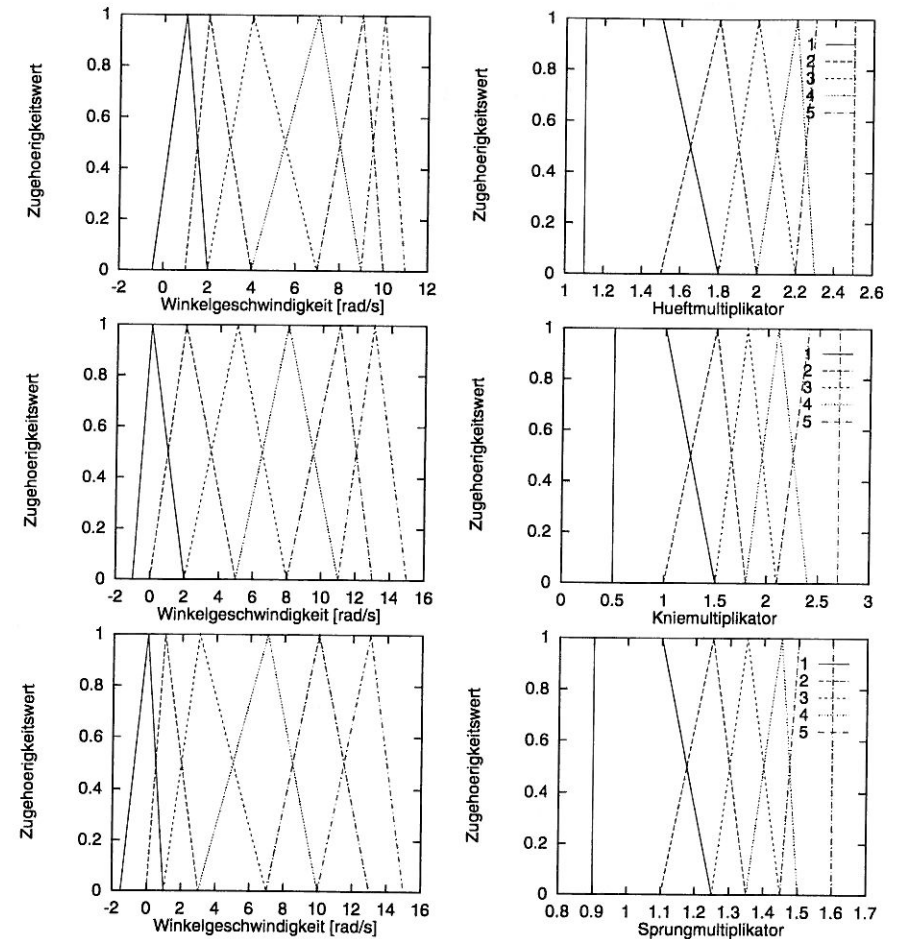 Zugehoerigkeitswert
1
0.8
0.6
0.4
0.2
0
-2 0 2 4 6 8 10 12
Winkelgeschwindigkeit [rad/s]
Zugehoerigkeitswert
1
0.8
0.6
0.4
0.2
0
1
2
3
4
5
1 1.2 1.4 1.6 1.8 2 2.2 2.4 2.6
Hueftmultiplikator
Zugehoerigkeitswert
1
0.8
0.6
0.4
0.2
0
-2 0 2 4 6 8 10 12 14 16
Winkelgeschwindigkeit [rad/s]
Zugehoerigkeitswert
1
0.8
0.6
0.4
0.2
0
1
2
3
4
5
0 0.5 1 1.5 2 2.5 3
Kniemultiplikator
Zugehoerigkeitswert
1
0.8
0.6
0.4
0.2
0
-2 0 2 4 6 8 10 12 14 16
Winkelgeschwindigkeit [rad/s]
Zugehoerigkeitswert
1
0.8
0.6
0.4
0.2
0
1
2
3
4
5
0.8 0.9 1 1.1 1.2 1.3 1.4 1.5 1.6 1.7
Sprungmultiplikator